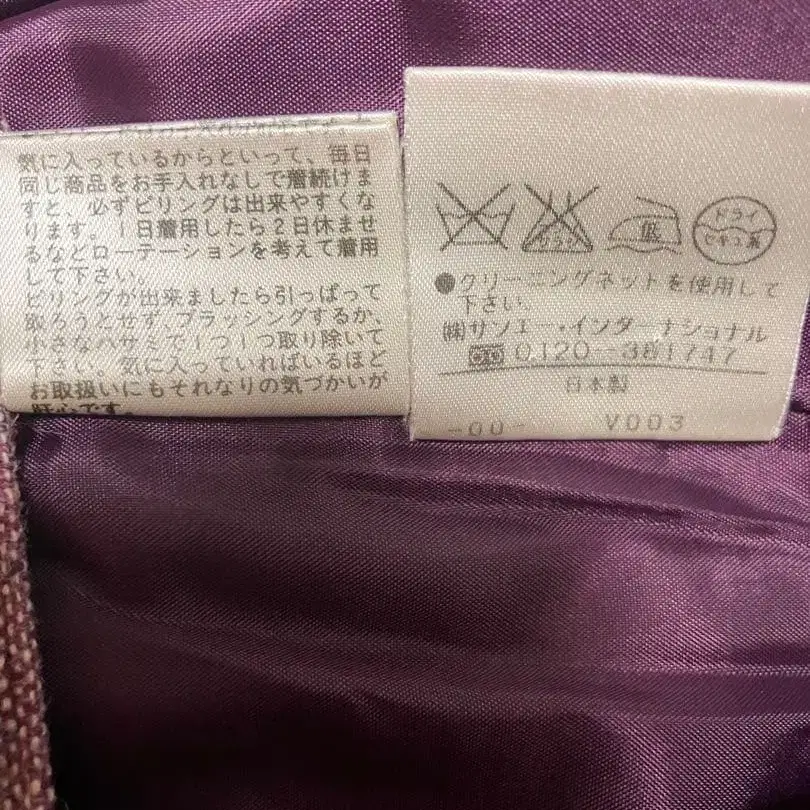 気に入っているからといって、毎日
同じ商品をお手入れなしで着続けま
すと、必ずピリングは出来やすくな
ります。1日着用したら2日休ませ
るなどローテーションを考えて着用
して下さい。
ピリングが出来ましたら引っぱって
取ろうとせず、ブラッシングするか、
小さなハサミで1つ1つ取り除いて
下さい。気に入っていればいるほど
お取扱いにもそれなりの気づかいが
肝心です。
エンソ
サラシ
低
ドライ
セキユ系
●クリーニングネットを使用して
下さい。
㈱サンエー・インターナショナル
0120-
1747
日本製
-00- V003